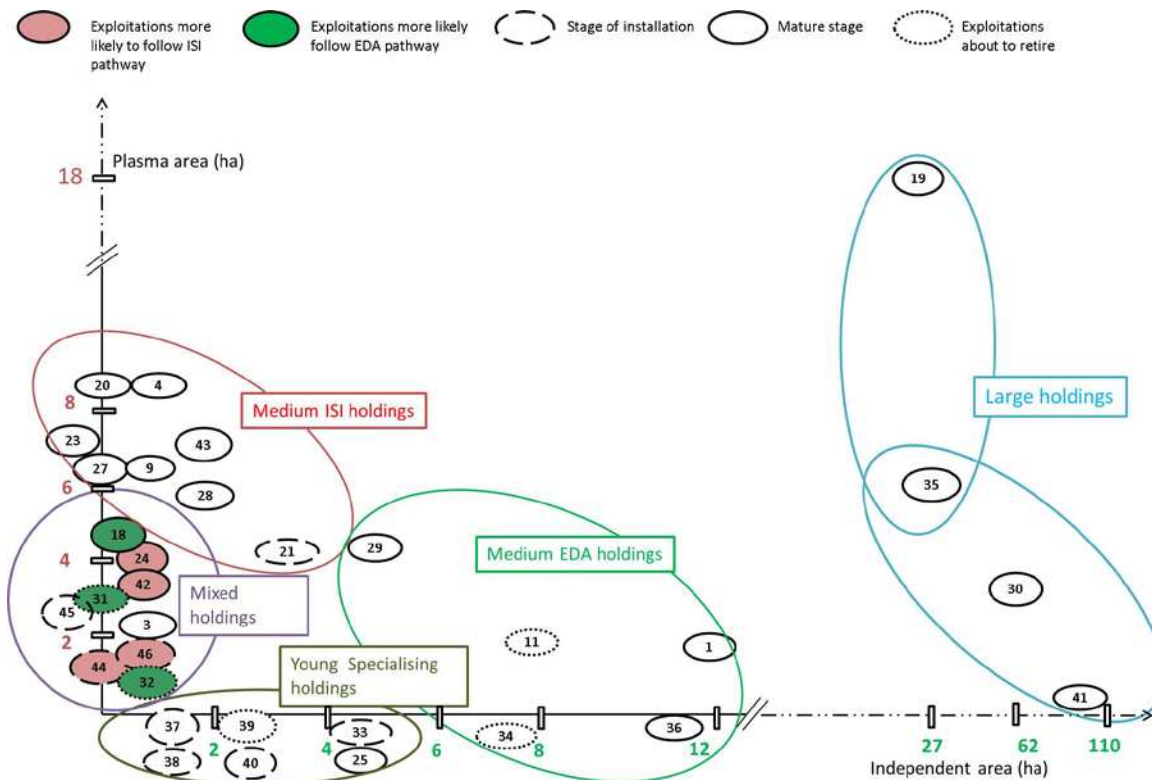 Exploitations more
likely to follow ISI
pathway
Exploitations more likely
follow EDA pathway
Stage of installation
Mature stage
Exploitations
about to retire
Plasma area (ha)
18
19
20
4
8
Medium ISI holdings
Large holdings
23
43
27
9
6
28
35
18
21
29
Medium EDA holdings
4
24
42
31
45
Mixed
holdings
30
3
2
11
1
46
44
32
Young Specialising
holdings
41
37
39
33
34
36
2
4
6
8
12
27
62
110
38
40
25
Independent area (ha)